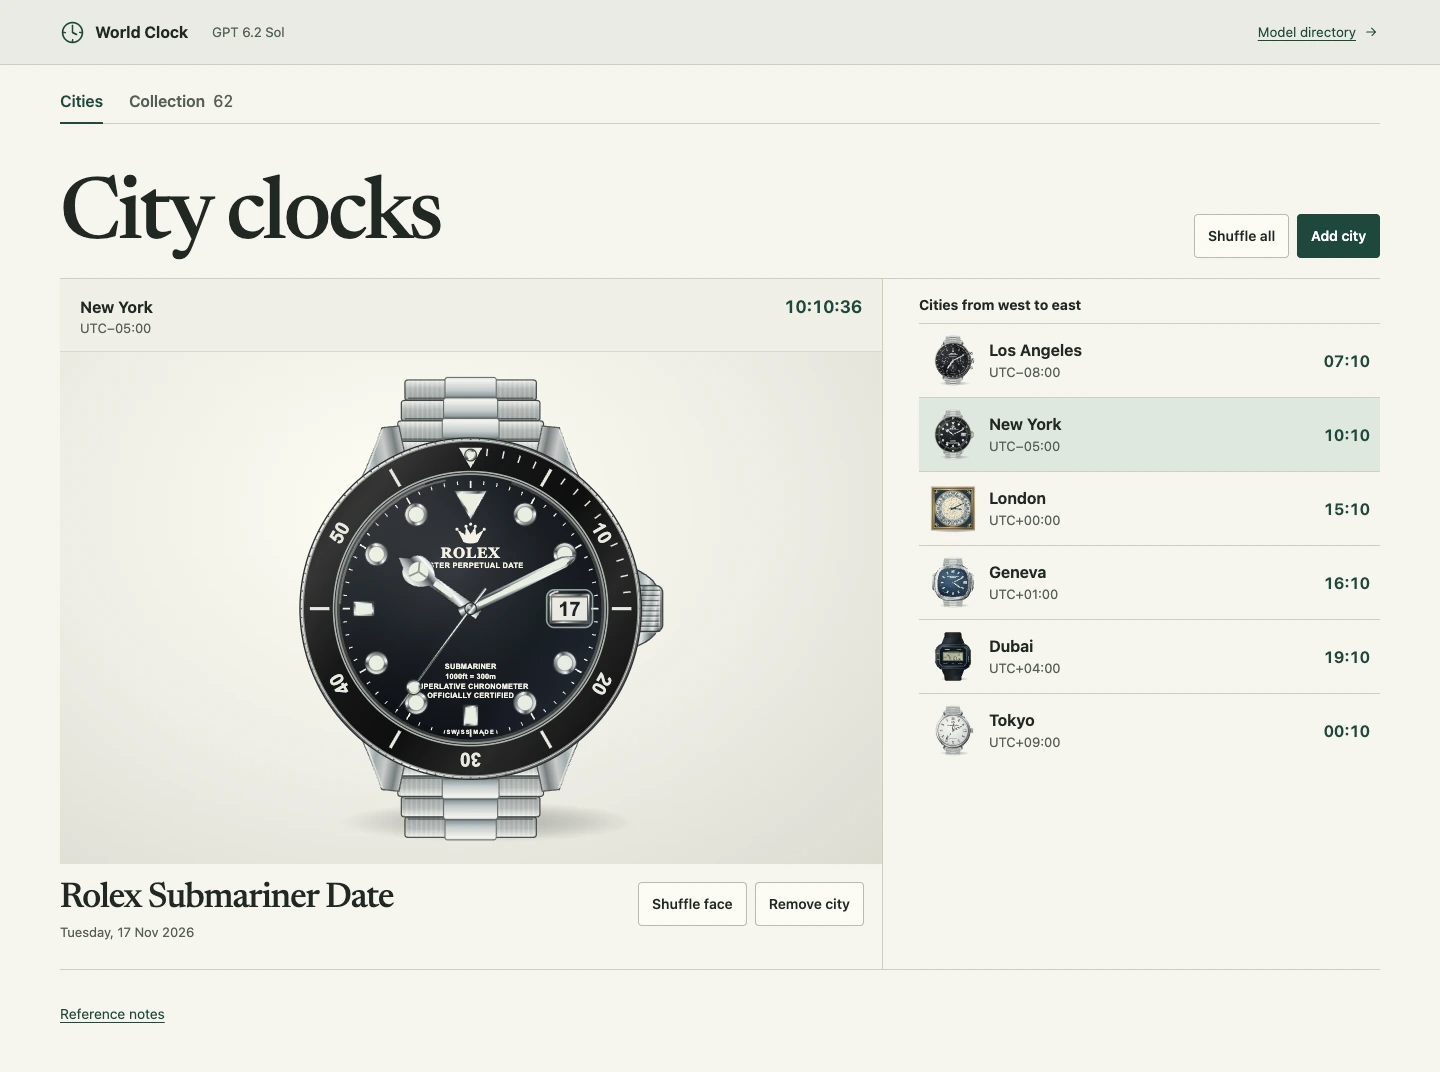 World Clock
GPT 6.2 Sol
Model directory →
Cities
Collection 62
City clocks
Shuffle all
Add city
New York
UTC−05:00
10:10:36
ROLEX
STER PERPETUAL DATE
50
10
17
40
20
30
SUBMARINER
1000ft = 300m
UPERLATIVE CHRONOMETER
OFFICIALLY CERTIFIED
SWISS MADE
Rolex Submariner Date
Tuesday, 17 Nov 2026
Shuffle face
Remove city
Cities from west to east
Los Angeles
UTC−08:00
07:10
New York
UTC−05:00
10:10
London
UTC+00:00
15:10
Geneva
UTC+01:00
16:10
Dubai
UTC+04:00
19:10
Tokyo
UTC+09:00
00:10
Reference notes